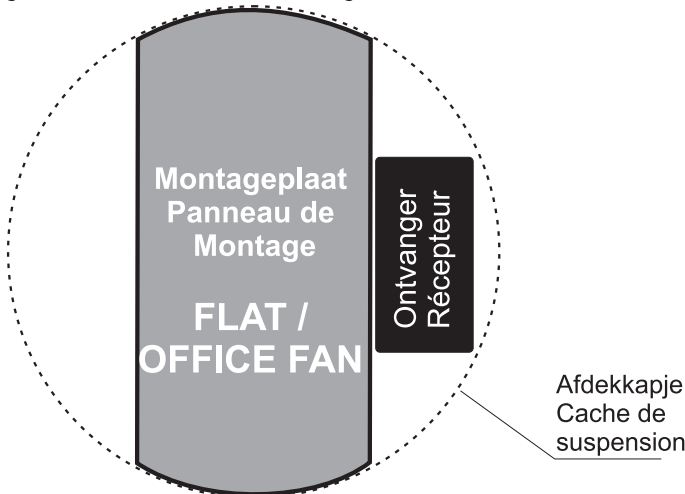 Montageplaat
Panneau de
Montage
FLAT /
OFFICE FAN
Ontvanger
Récepteur
Afdekkapje
Cache de
suspension